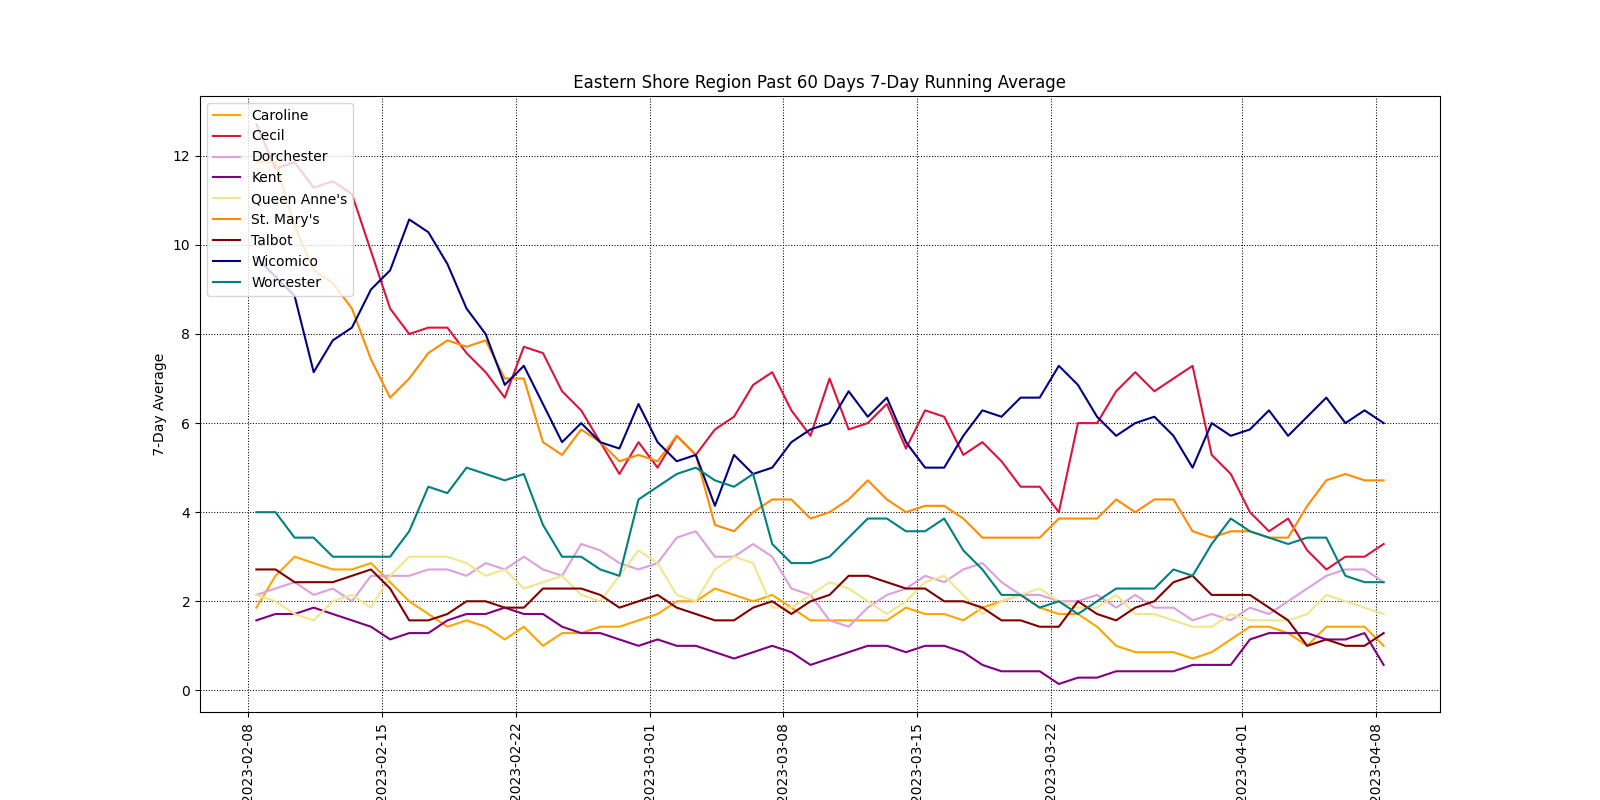 Eastern Shore Region Past 60 Days 7-Day Running Average
Caroline
Cecil
Dorchester
Kent
Queen Anne's
St. Mary's
Talbot
Wicomico
Worcester
12
10
8
6
4
2
0
7-Day Average
2023-02-08
2023-02-15
2023-02-22
2023-03-01
2023-03-08
2023-03-15
2023-03-22
2023-04-01
2023-04-08